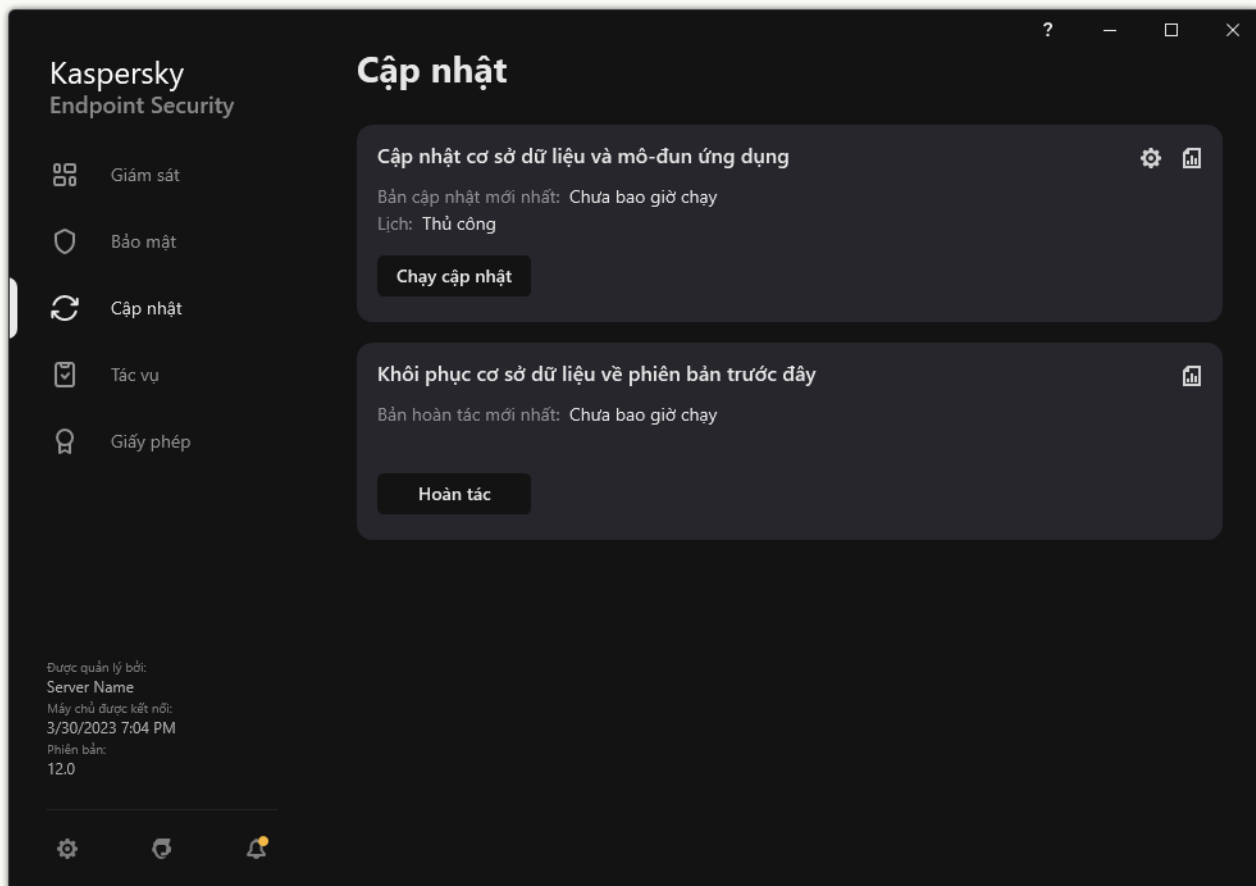 ?
Kaspersky
Endpoint Security
Giám sát
Bảo mật
Cập nhật
Tác vụ
Giấy phép
Được quản lý bởi:
Server Name
Máy chủ được kết nối:
3/30/2023 7:04 PM
Phiên bản:
12.0
Cập nhật
Cập nhật cơ sở dữ liệu và mô-đun ứng dụng
Bản cập nhật mới nhất: Chưa bao giờ chạy
Lịch: Thủ công
Chạy cập nhật
Khôi phục cơ sở dữ liệu về phiên bản trước đây
Bản hoàn tác mới nhất: Chưa bao giờ chạy
Hoàn tác